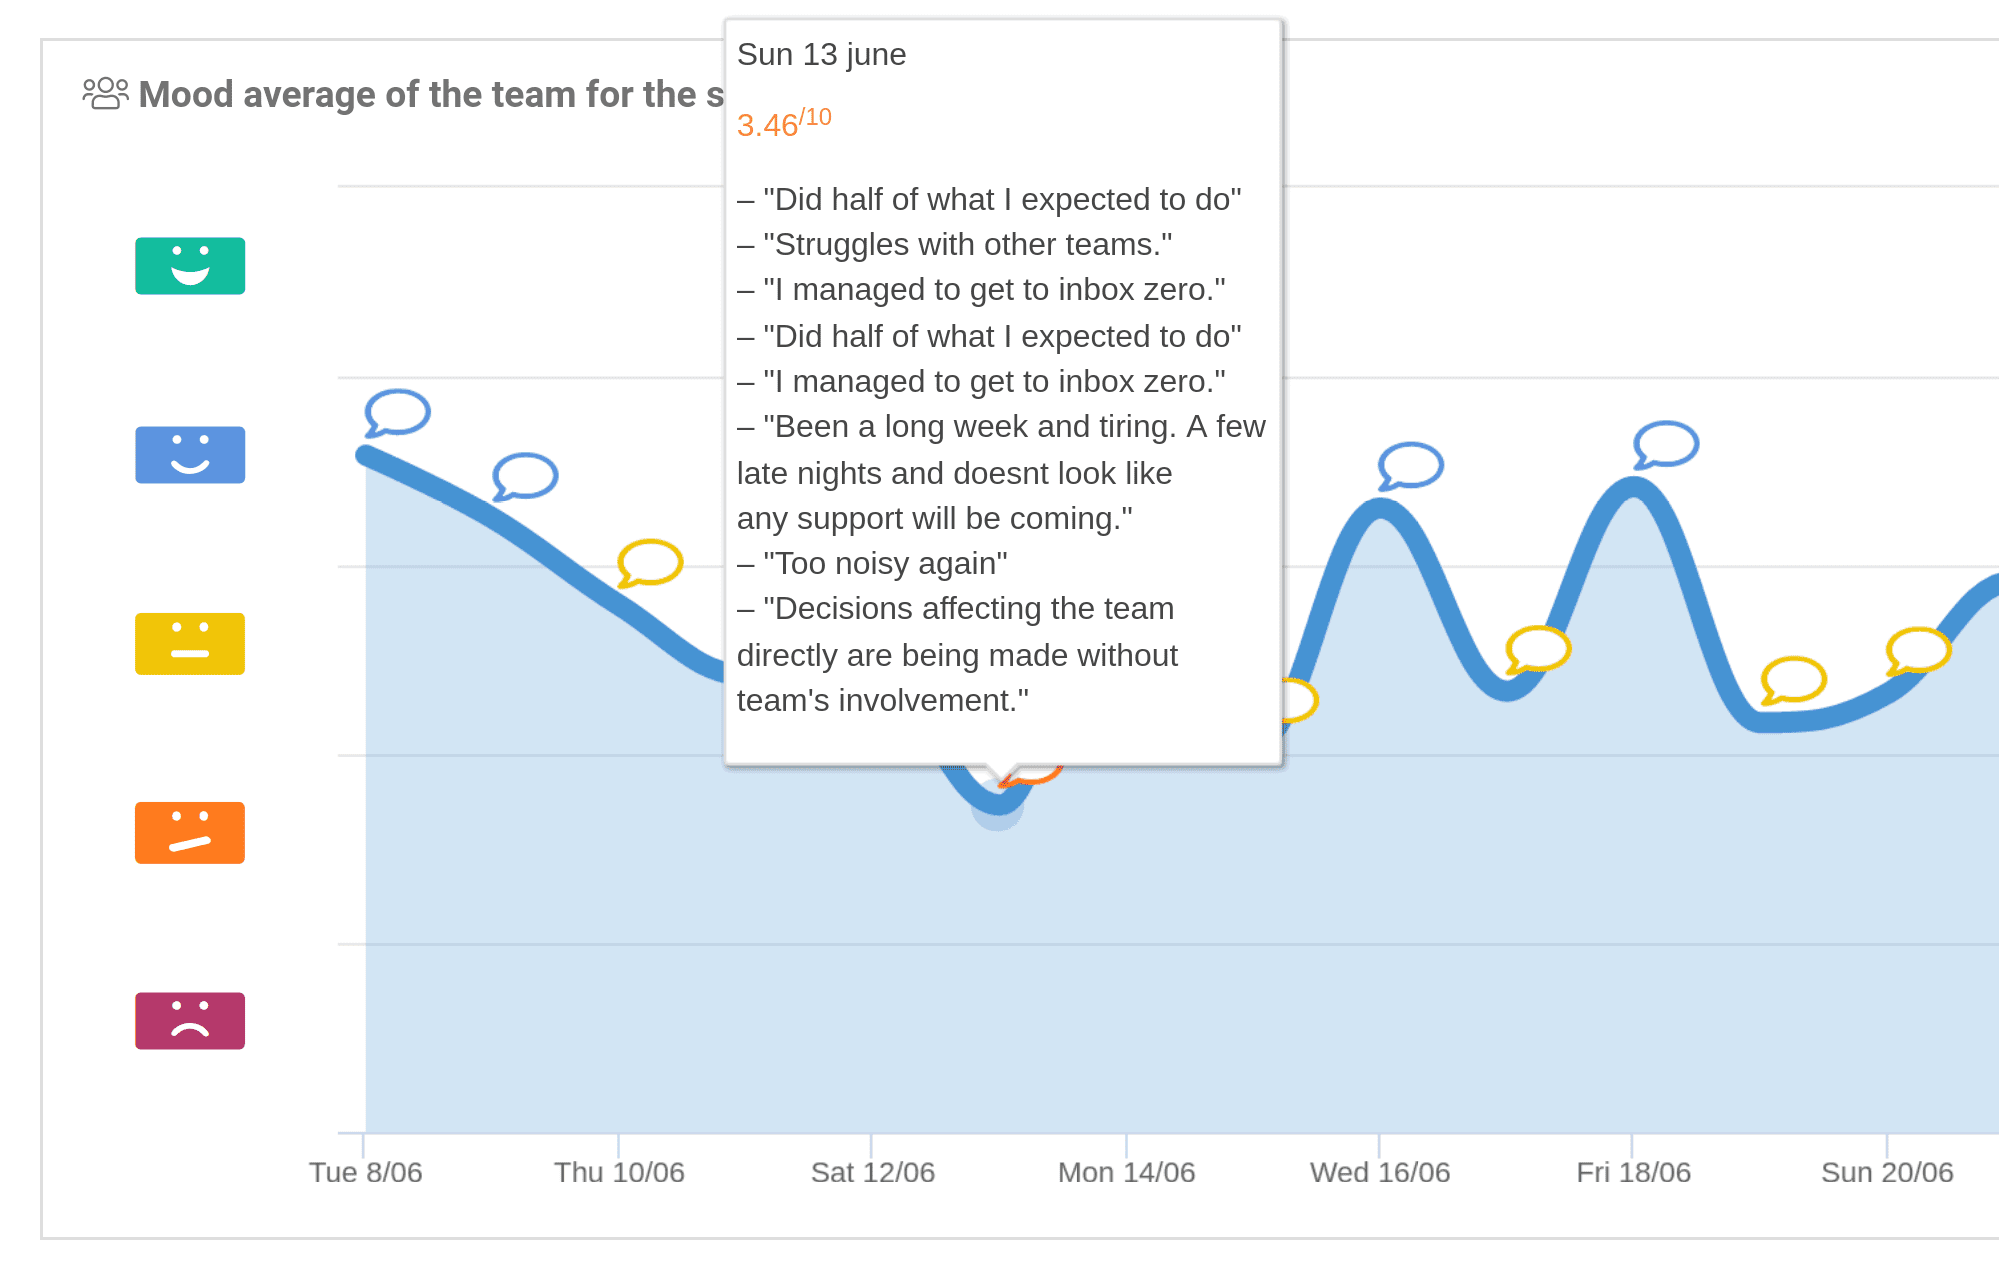 Sun 13 june
Mood average of the team for the s
3.46/10
– "Did half of what I expected to do"
– "Struggles with other teams."
– "I managed to get to inbox zero."
– "Did half of what I expected to do"
– "I managed to get to inbox zero."
– "Been a long week and tiring. A few
late nights and doesnt look like
any support will be coming."
– "Too noisy again"
– "Decisions affecting the team
directly are being made without
team's involvement."
Tue 8/06 Thu 10/06 Sat 12/06 Mon 14/06 Wed 16/06 Fri 18/06 Sun 20/06